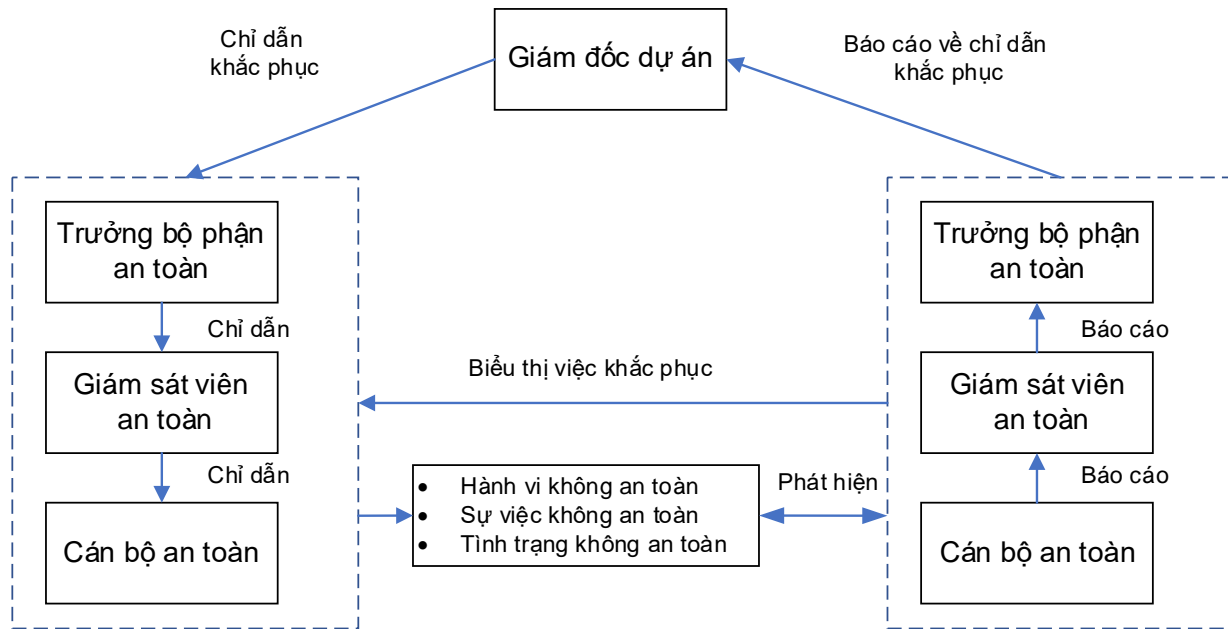 Chỉ dẫn
khắc phục
Giám đốc dự án
Báo cáo về chỉ dẫn
khắc phục
Trưởng bộ phận
an toàn
Chỉ dẫn
Giám sát viên
an toàn
Chỉ dẫn
Cán bộ an toàn
Biểu thị việc khắc phục
• Hành vi không an toàn
• Sự việc không an toàn
• Tình trạng không an toàn
Phát hiện
Trưởng bộ phận
an toàn
Báo cáo
Giám sát viên
an toàn
Báo cáo
Cán bộ an toàn